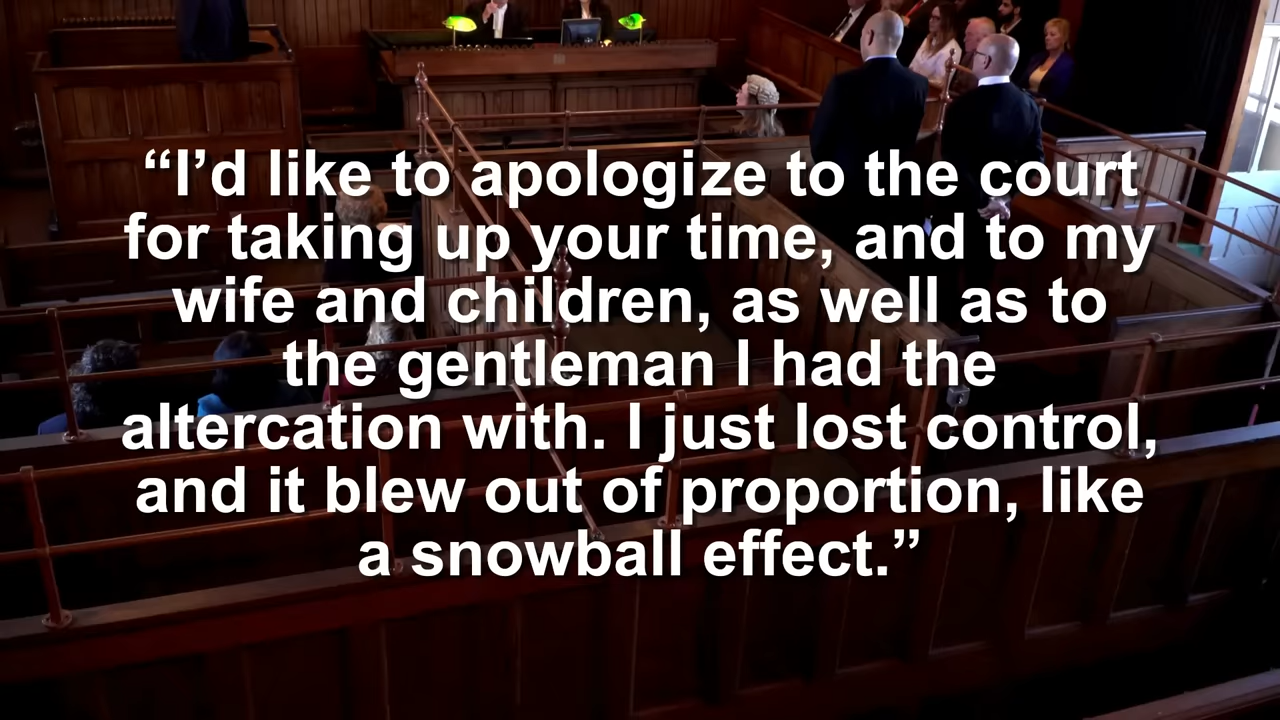 “I’d like to apologize to the court
for taking up your time, and to my
wife and children, as well as to
the gentleman I had the
altercation with. I just lost control,
and it blew out of proportion, like
a snowball effect.”